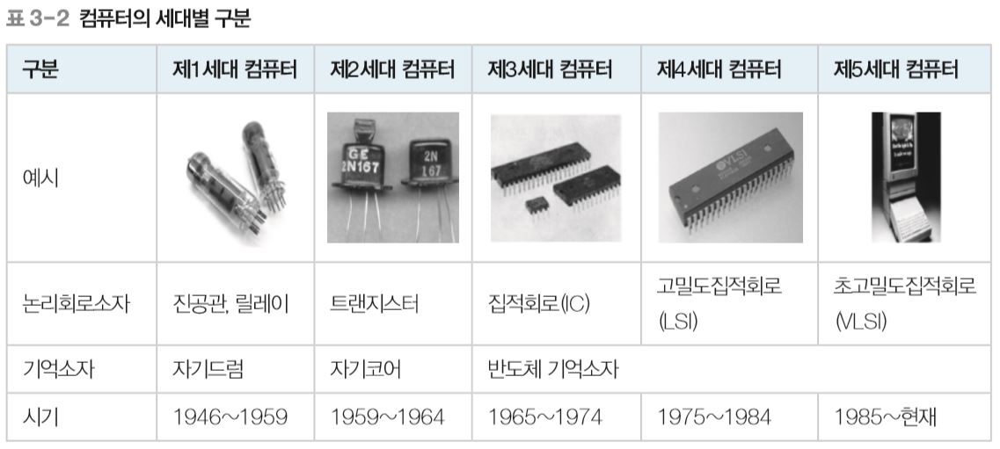 표 3-2 컴퓨터의 세대별 구분
구분 제1세대 컴퓨터 제2세대 컴퓨터 제3세대 컴퓨터 제4세대 컴퓨터 제5세대 컴퓨터
예시
GE
2N167
2N
167
VLSI
논리회로소자 진공관, 릴레이 트랜지스터 집적회로(IC) 고밀도집적회로 초고밀도집적회로
(LSI) (VLSI)
기억소자 자기드럼 자기코어 반도체 기억소자
시기 1946~1959 1959~1964 1965~1974 1975~1984 1985~현재